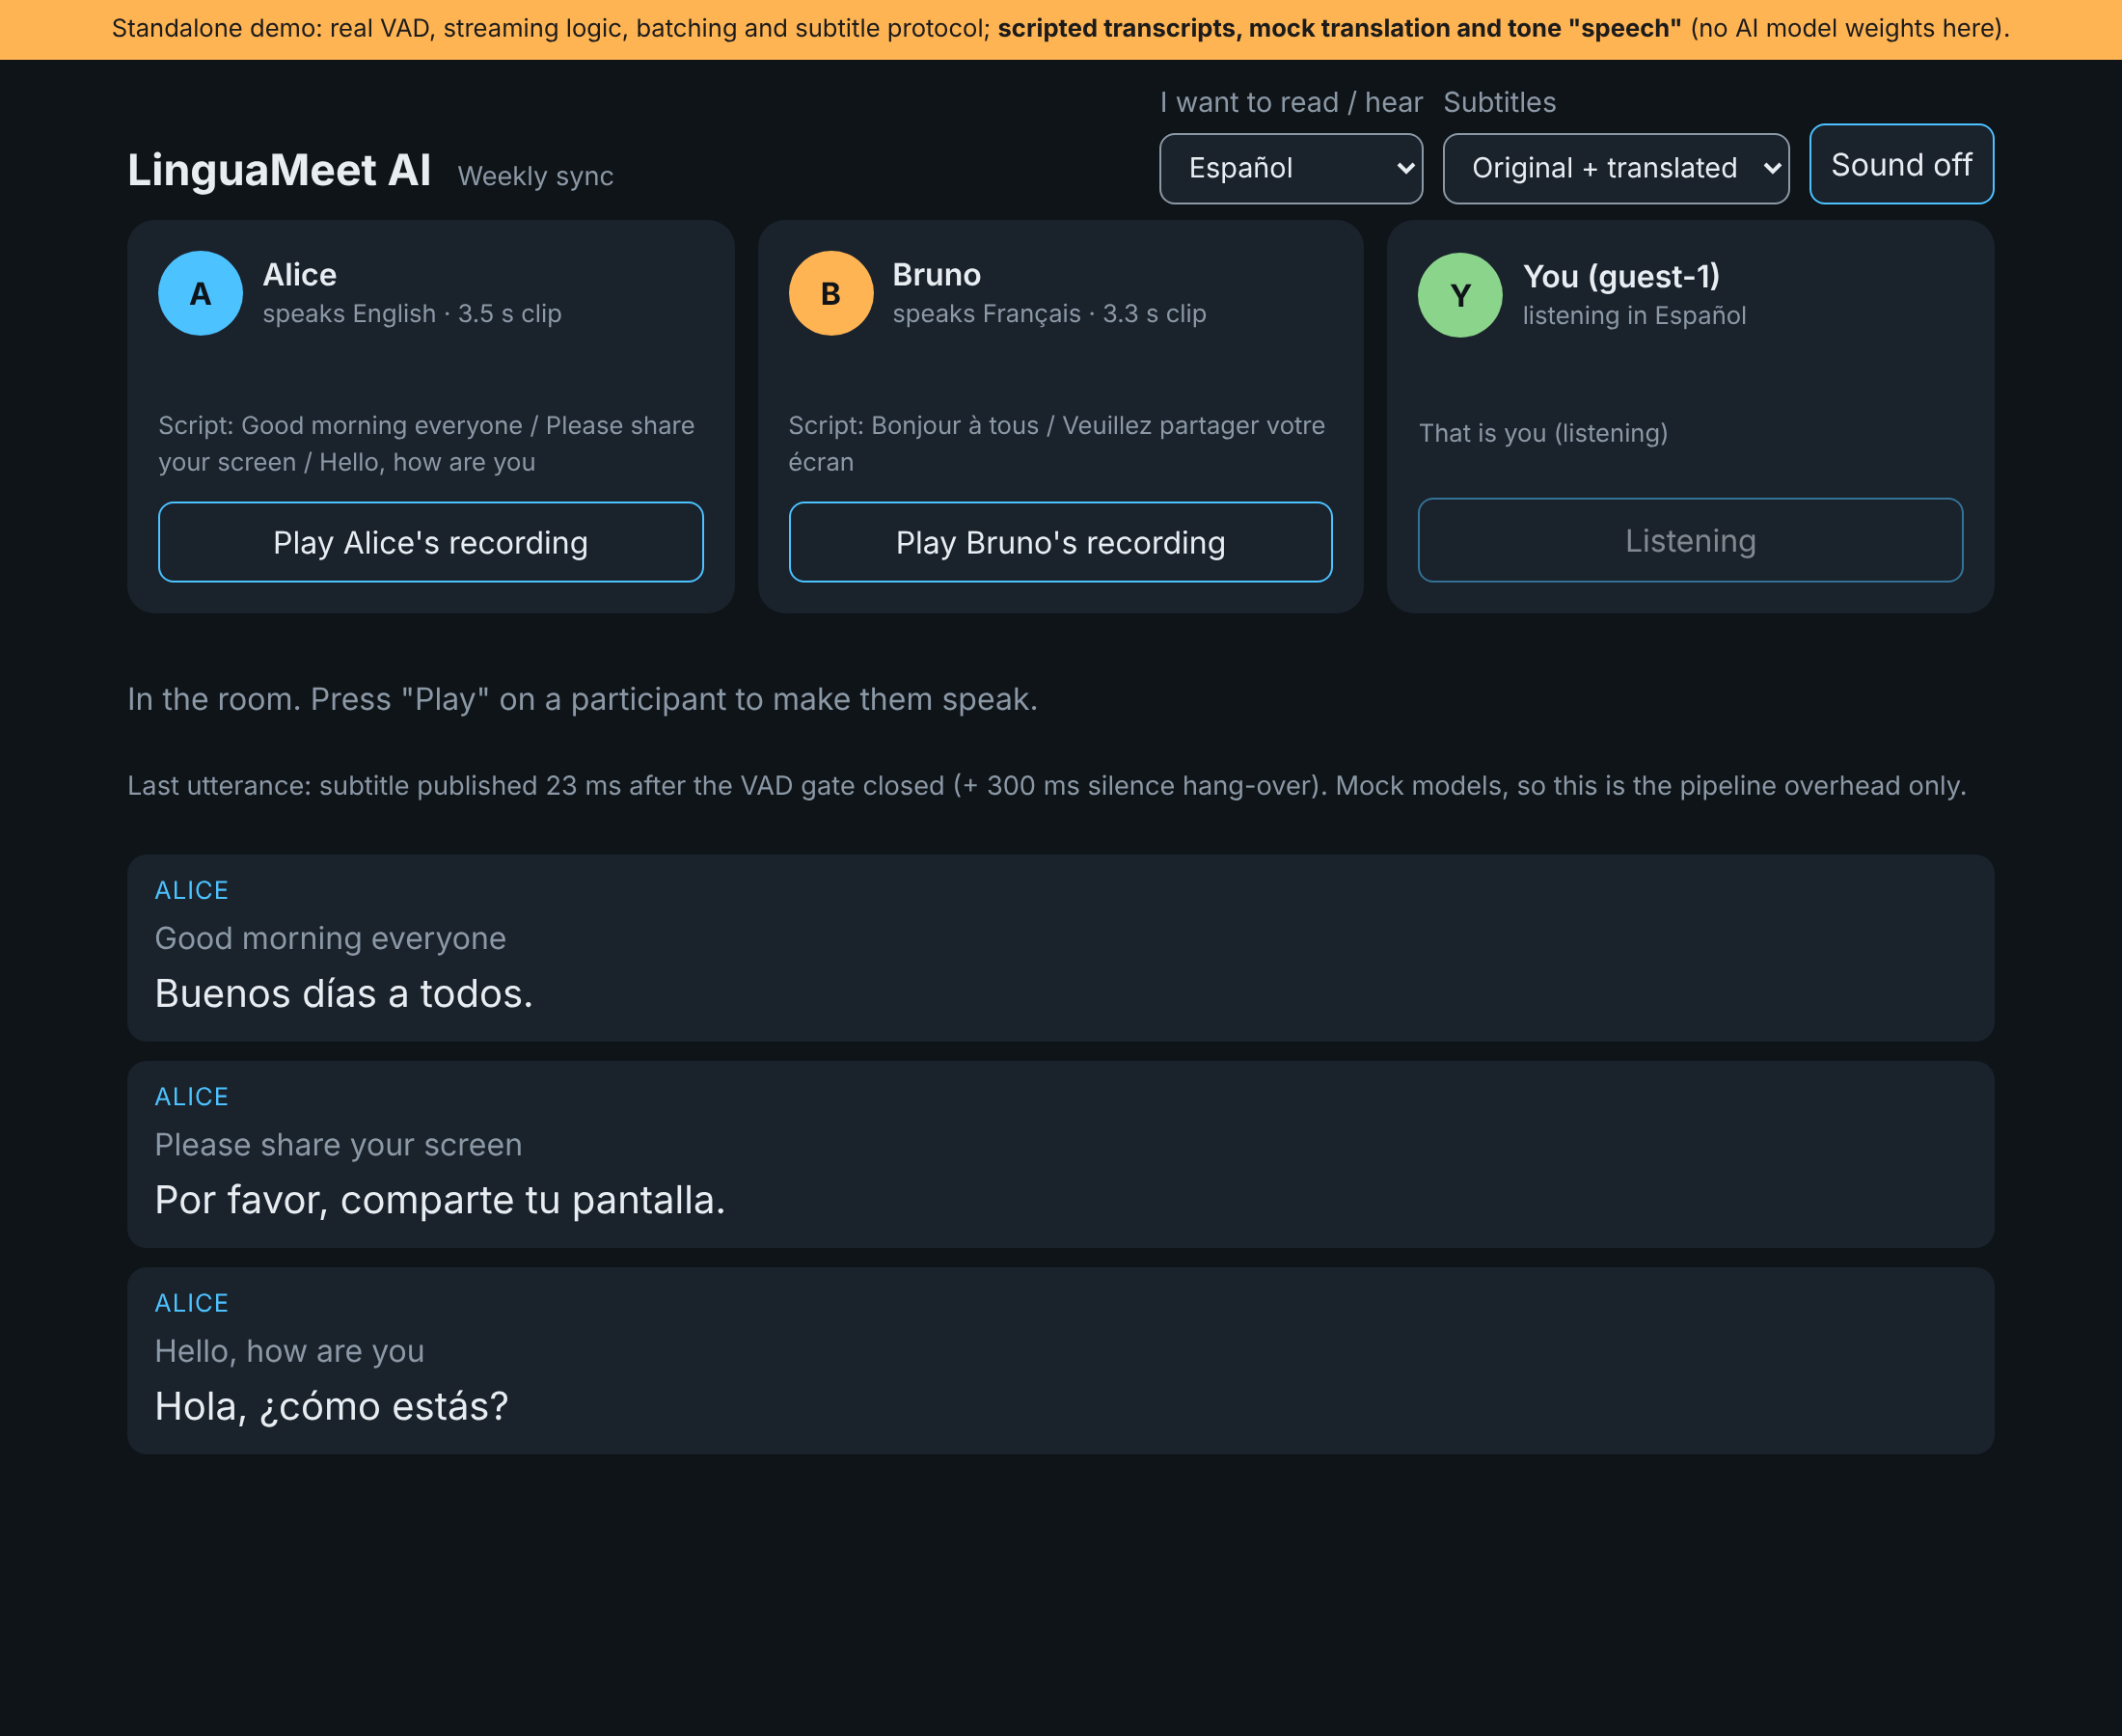 Standalone demo: real VAD, streaming logic, batching and subtitle protocol; scripted transcripts, mock translation and tone "speech" (no AI model weights here).
LinguaMeet AI Weekly sync
I want to read / hear
Español
Subtitles
Original + translated
Sound off
A
Alice
speaks English · 3.5 s clip
Script: Good morning everyone / Please share
your screen / Hello, how are you
Play Alice's recording
B
Bruno
speaks Français · 3.3 s clip
Script: Bonjour à tous / Veuillez partager votre
écran
Play Bruno's recording
Y
You (guest-1)
listening in Español
That is you (listening)
Listening
In the room. Press "Play" on a participant to make them speak.
Last utterance: subtitle published 23 ms after the VAD gate closed (+ 300 ms silence hang-over). Mock models, so this is the pipeline overhead only.
ALICE
Good morning everyone
Buenos días a todos.
ALICE
Please share your screen
Por favor, comparte tu pantalla.
ALICE
Hello, how are you
Hola, ¿cómo estás?